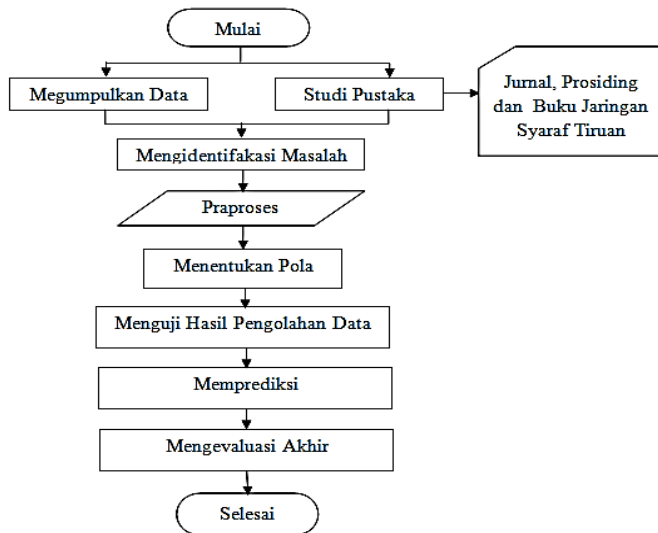 Mulai
Megumpulkan Data
Studi Pustaka
Jurnal, Prosiding
dan Buku Jaringan
Syaraf Tiruan
Mengidentifakasi Masalah
Praproses
Menentukan Pola
Menguji Hasil Pengolahan Data
Memprediksi
Mengevaluasi Akhir
Selesai